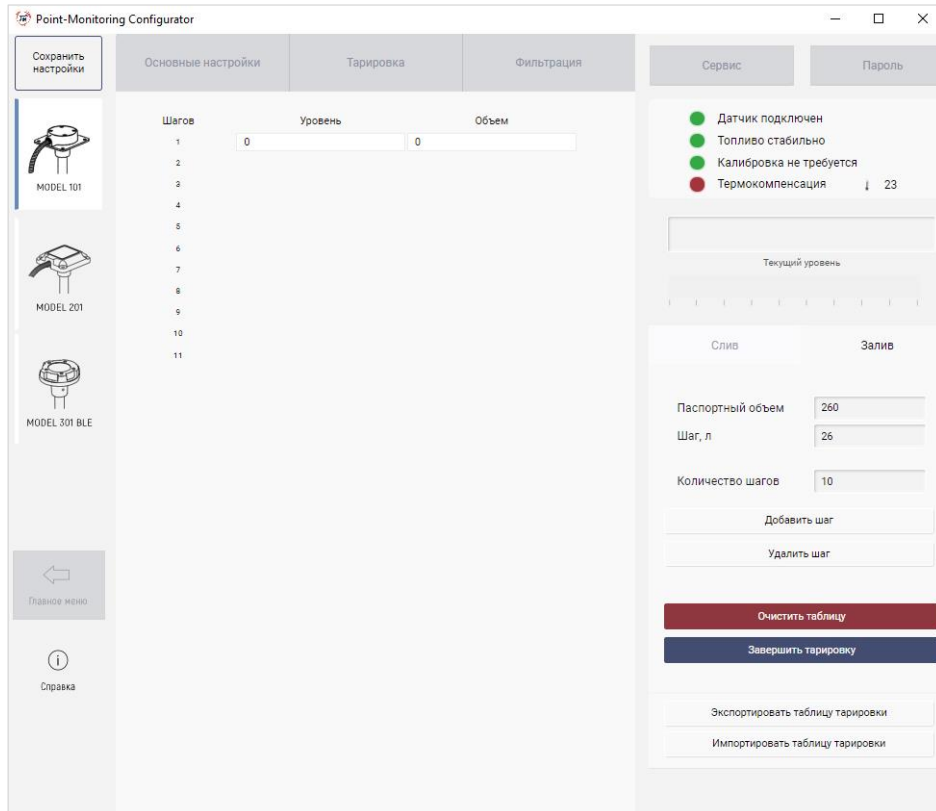 Point-Monitoring Configurator
Сохранить
настройки
Основные настройки
Тарировка
Фильтрация
Сервис
Пароль
MODEL 101
MODEL 201
MODEL 301 BLE
Главное меню
Справка
Шагов Уровень Объем
1 0 0
2
3
4
5
6
7
8
9
10
11
Датчик подключен
Топливо стабильно
Калибровка не требуется
Термокомпенсация 23
Текущий уровень
Слив Залив
Паспортный объем 260
Шаг, л 26
Количество шагов 10
Добавить шаг
Удалить шаг
Очистить таблицу
Завершить тарировку
Экспортировать таблицу тарировки
Импортировать таблицу тарировки